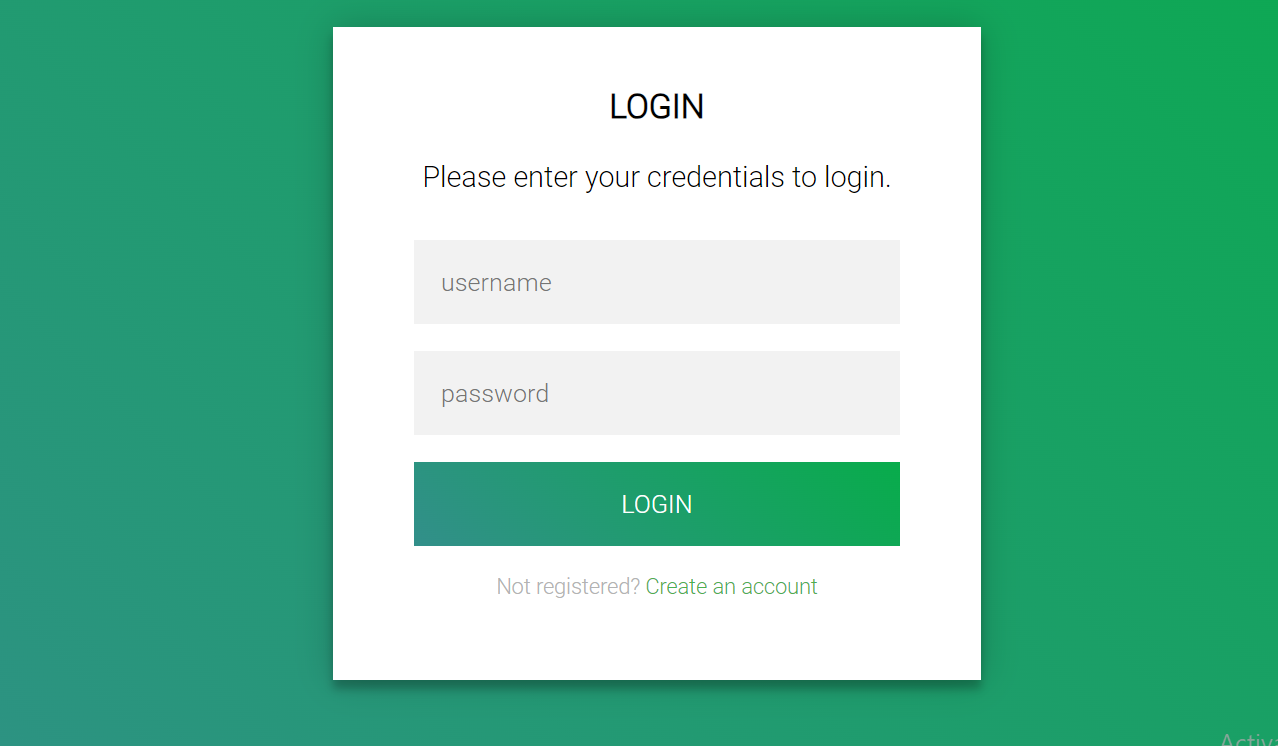 LOGIN
Please enter your credentials to login.
username
password
LOGIN
Not registered? Create an account